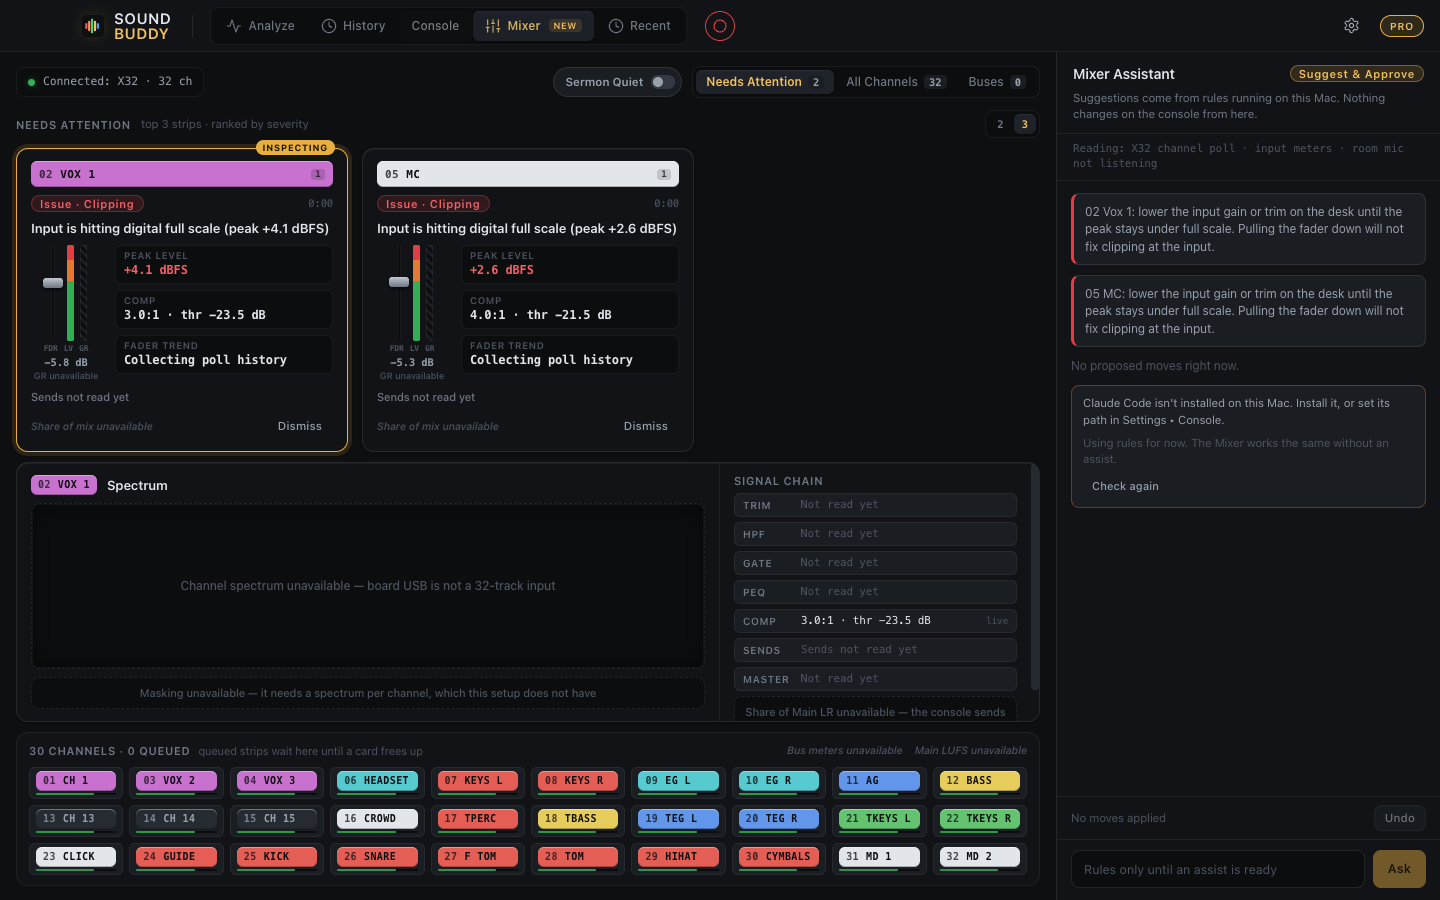 SOUND
BUDDY
Analyze
History
Console
Mixer NEW
Recent
PRO
Connected: X32 · 32 ch
Sermon Quiet
Needs Attention 2
All Channels 32
Buses 0
NEEDS ATTENTION top 3 strips · ranked by severity
2 3
INSPECTING
02 VOX 1 1
Issue · Clipping 0:00
Input is hitting digital full scale (peak +4.1 dBFS)
PEAK LEVEL
+4.1 dBFS
COMP
3.0:1 · thr −23.5 dB
FADER TREND
Collecting poll history
FDR LV GR
−5.8 dB
GR unavailable
Sends not read yet
Share of mix unavailable
Dismiss
05 MC 1
Issue · Clipping 0:00
Input is hitting digital full scale (peak +2.6 dBFS)
PEAK LEVEL
+2.6 dBFS
COMP
4.0:1 · thr −21.5 dB
FADER TREND
Collecting poll history
FDR LV GR
−5.3 dB
GR unavailable
Sends not read yet
Share of mix unavailable
Dismiss
02 VOX 1 Spectrum
Channel spectrum unavailable — board USB is not a 32-track input
Masking unavailable — it needs a spectrum per channel, which this setup does not have
SIGNAL CHAIN
TRIM Not read yet
HPF Not read yet
GATE Not read yet
PEQ Not read yet
COMP 3.0:1 · thr −23.5 dB live
SENDS Sends not read yet
MASTER Not read yet
Share of Main LR unavailable — the console sends
30 CHANNELS · 0 QUEUED queued strips wait here until a card frees up
Bus meters unavailable Main LUFS unavailable
01 CH 1
03 VOX 2
04 VOX 3
06 HEADSET
07 KEYS L
08 KEYS R
09 EG L
10 EG R
11 AG
12 BASS
13 CH 13
14 CH 14
15 CH 15
16 CROWD
17 TPERC
18 TBASS
19 TEG L
20 TEG R
21 TKEYS L
22 TKEYS R
23 CLICK
24 GUIDE
25 KICK
26 SNARE
27 F TOM
28 TOM
29 HIHAT
30 CYMBALS
31 MD 1
32 MD 2
Mixer Assistant
Suggest & Approve
Suggestions come from rules running on this Mac. Nothing
changes on the console from here.
Reading: X32 channel poll · input meters · room mic
not listening
02 Vox 1: lower the input gain or trim on the desk until the
peak stays under full scale. Pulling the fader down will not
fix clipping at the input.
05 MC: lower the input gain or trim on the desk until the
peak stays under full scale. Pulling the fader down will not
fix clipping at the input.
No proposed moves right now.
Claude Code isn't installed on this Mac. Install it, or set its
path in Settings ▸ Console.
Using rules for now. The Mixer works the same without an
assist.
Check again
No moves applied
Undo
Rules only until an assist is ready
Ask